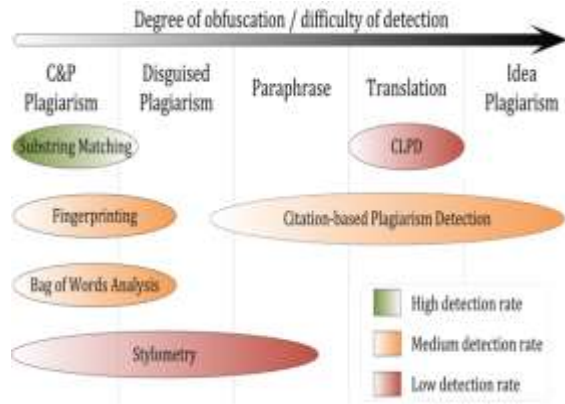 Degree of obfuscation / difficulty of detection
C&P Plagiarism
Disguised Plagiarism
Paraphrase
Translation
Idea Plagiarism
Substring Matching
CLPD
Fingerprinting
Citation-based Plagiarism Detection
Bag of Words Analysis
Stylometry
High detection rate
Medium detection rate
Low detection rate